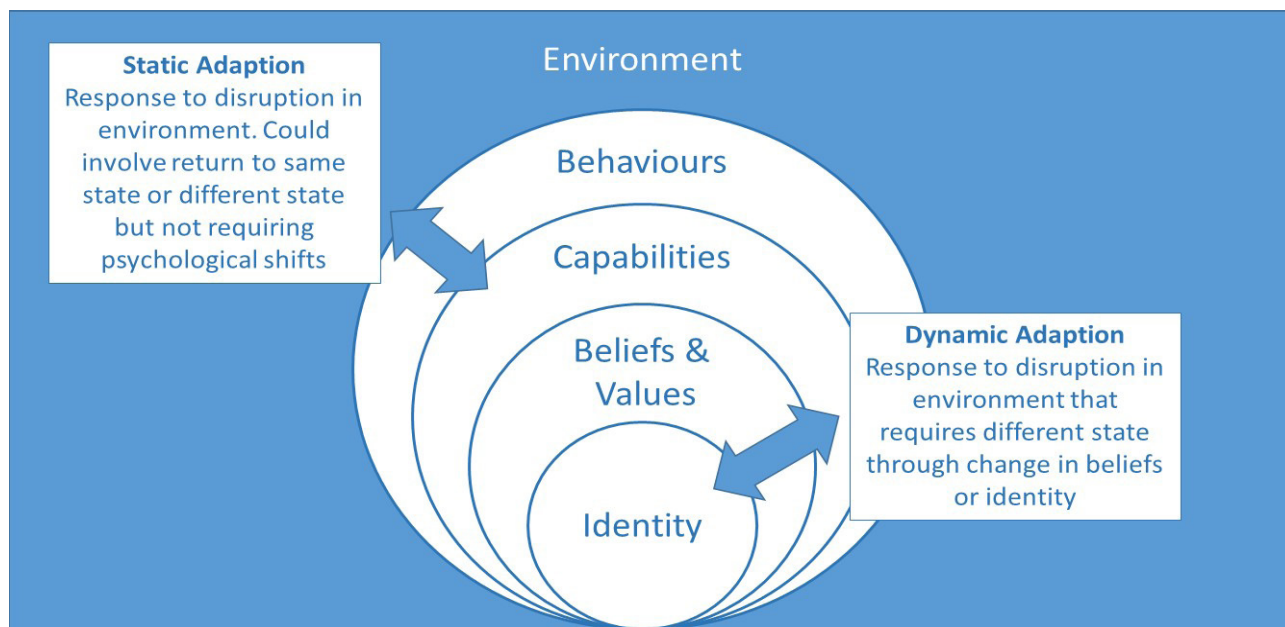 Environment
Static Adaption
Response to disruption in
environment. Could
involve return to same
state or different state
but not requiring
psychological shifts
Behaviours
Capabilities
Beliefs &
Values
Identity
Dynamic Adaption
Response to disruption in
environment that
requires different state
through change in beliefs
or identity